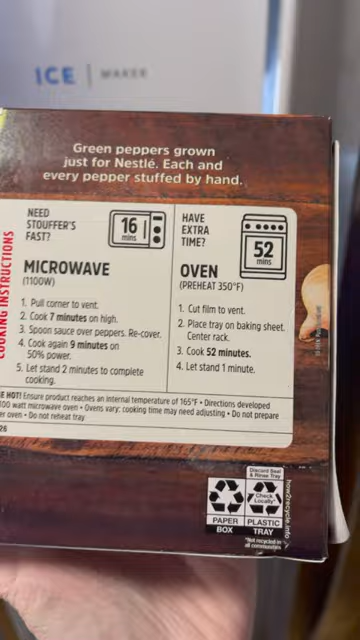 ICE | MAKER
Green peppers grown
just for Nestlé. Each and
every pepper stuffed by hand.
COOKING INSTRUCTIONS
NEED
STOUFFER'S
FAST?
16
mins
MICROWAVE
(1100W)
1. Pull corner to vent.
2. Cook 7 minutes on high.
3. Spoon sauce over peppers. Re-cover.
4. Cook again 9 minutes on
50% power.
5. Let stand 2 minutes to complete
cooking.
HAVE
EXTRA
TIME?
52
mins
OVEN
(PREHEAT 350°F)
1. Cut film to vent.
2. Place tray on baking sheet.
Center rack.
3. Cook 52 minutes.
4. Let stand 1 minute.
HOT! Ensure product reaches an internal temperature of 165°F • Directions developed
100 watt microwave oven • Ovens vary; cooking time may need adjusting • Do not prepare
er oven • Do not reheat tray
26
PAPER
BOX
Discard Seal
& Rinse Tray
Check
Locally*
PLASTIC
TRAY
*Not recycled in
all communities
how2recycle.info